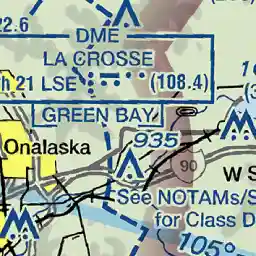 22.6
DME
LA CROSSE
h 21 LSE (108.4)
GREEN BAY
935
Onalaska
90
W S
See NOTAMs/S
for Class D
105°